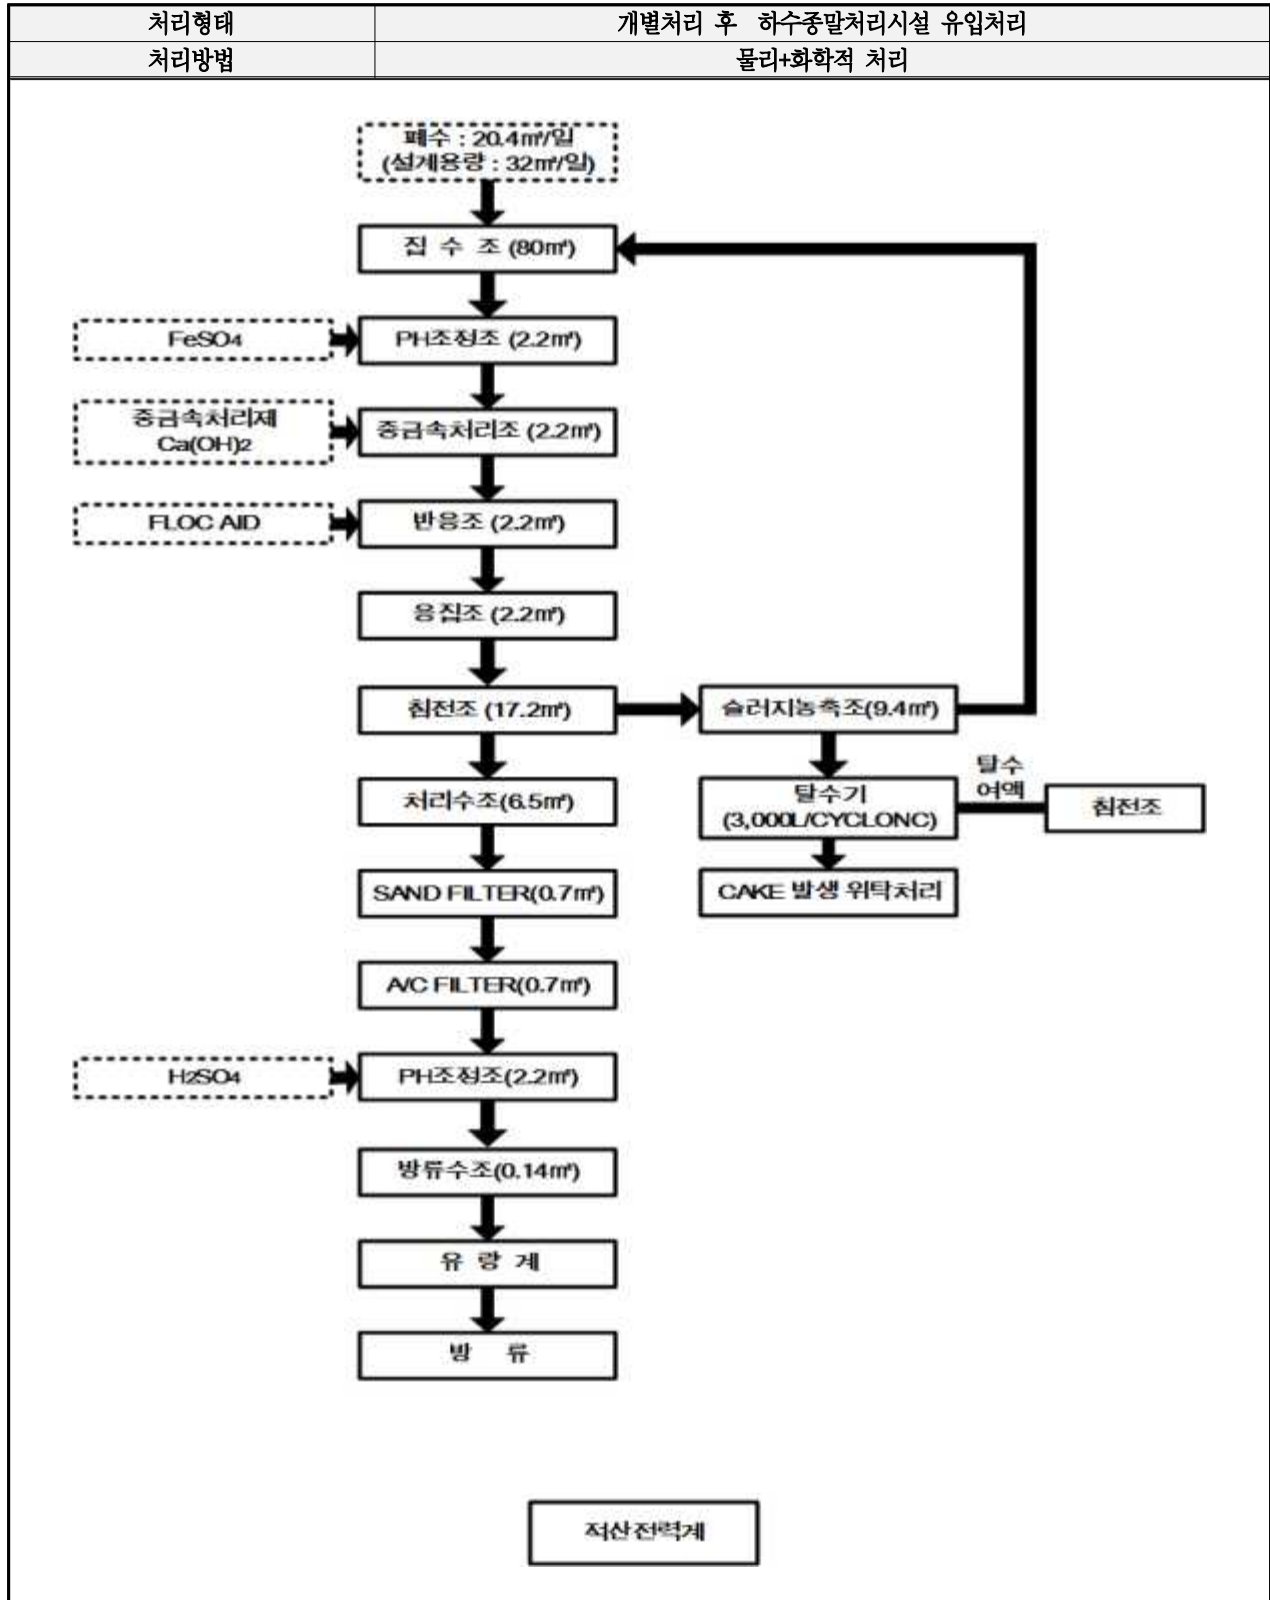 처리형태
개별처리 후 하수종말처리시설 유입처리
처리방법
물리+화학적 처리
폐수 : 20.4㎥/일
(설계용량 : 32㎥/일)
집 수 조 (80㎥)
FeSO4
PH조정조 (2.2㎥)
중금속처리제
Ca(OH)2
중금속처리조 (2.2㎥)
FLOC AID
반응조 (2.2㎥)
응집조 (2.2㎥)
침전조 (17.2㎥)
슬러지농축조(9.4㎥)
처리수조(6.5㎥)
탈수기
(3,000L/CYCLONC)
탈수
여액
침전조
SAND FILTER(0.7㎥)
CAKE 발생 위탁처리
A/C FILTER(0.7㎥)
H2SO4
PH조정조(2.2㎥)
방류수조(0.14㎥)
유 량 계
방 류
적산전력계